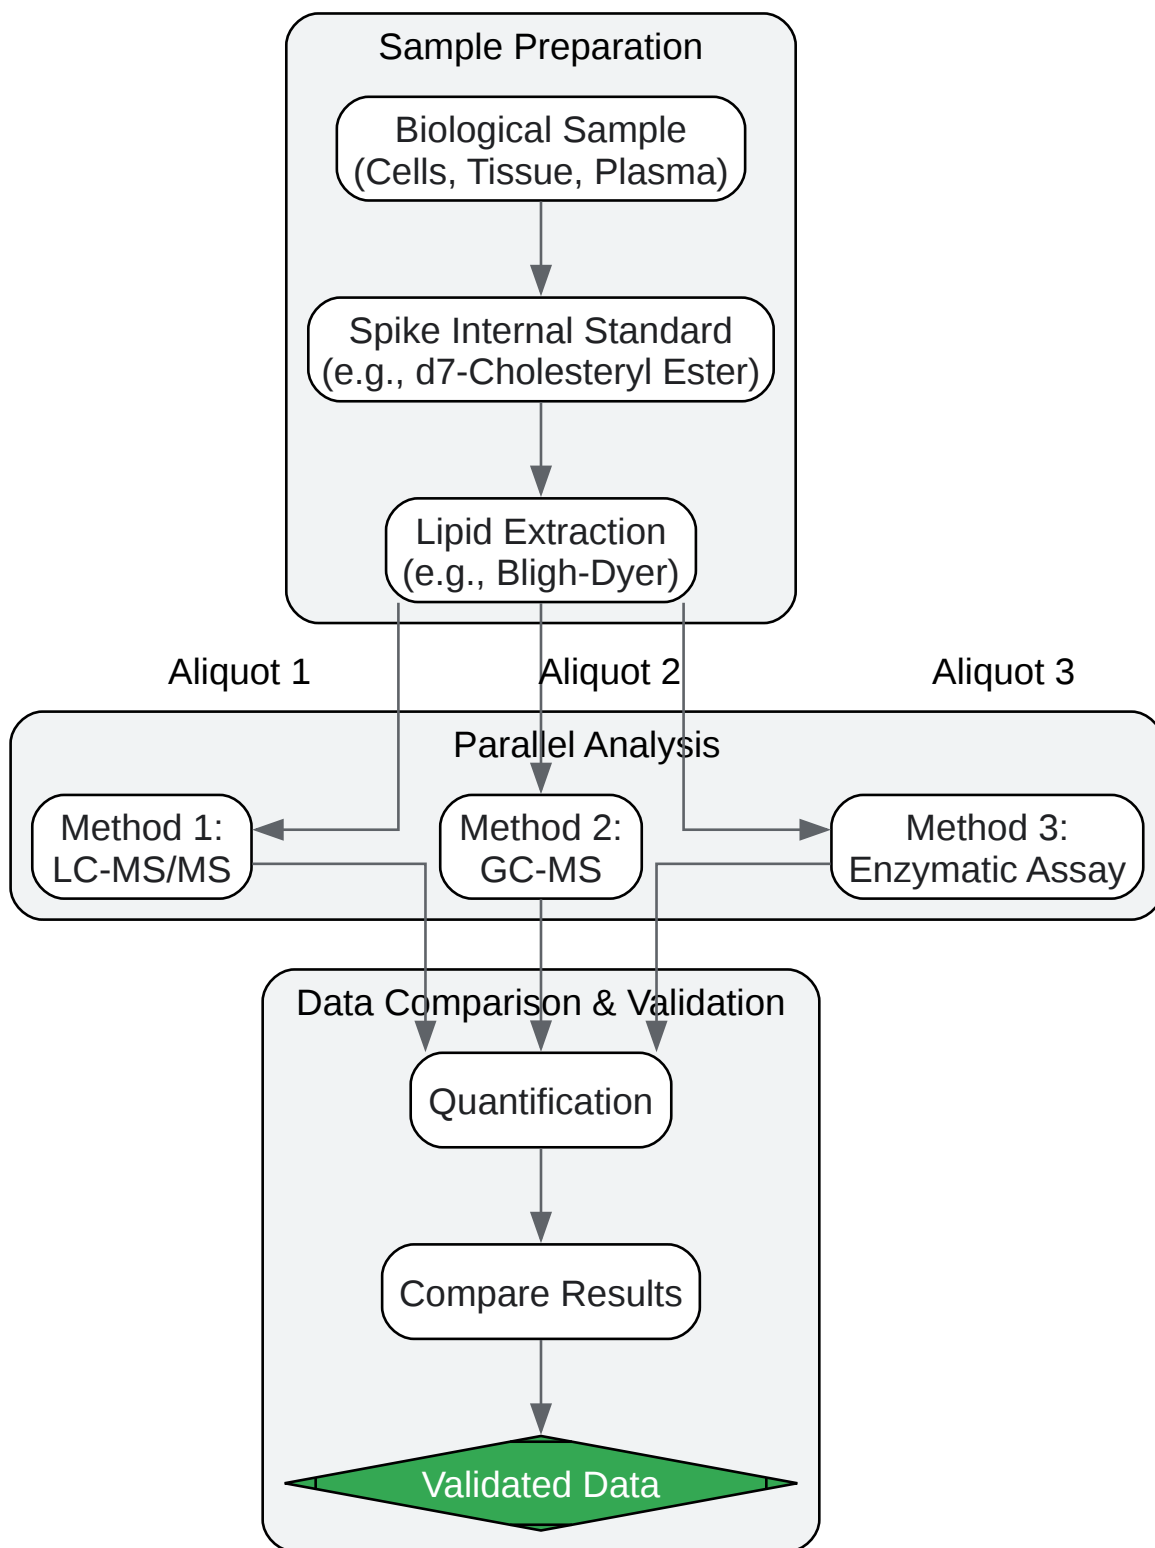 Sample Preparation
Biological Sample
(Cells, Tissue, Plasma)
Spike Internal Standard
(e.g., d7-Cholesteryl Ester)
Lipid Extraction
(e.g., Bligh-Dyer)
Aliquot 1
Aliquot 2
Aliquot 3
Parallel Analysis
Method 1:
LC-MS/MS
Method 2:
GC-MS
Method 3:
Enzymatic Assay
Data Comparison & Validation
Quantification
Compare Results
Validated Data